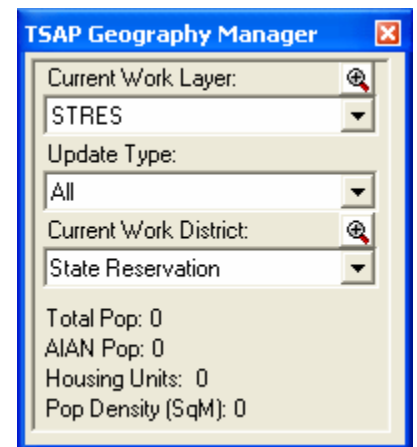 TSAP Geography Manager
Current Work Layer:
STRES
Update Type:
All
Current Work District:
State Reservation
Total Pop: 0
AIAN Pop: 0
Housing Units: 0
Pop Density (SqM): 0